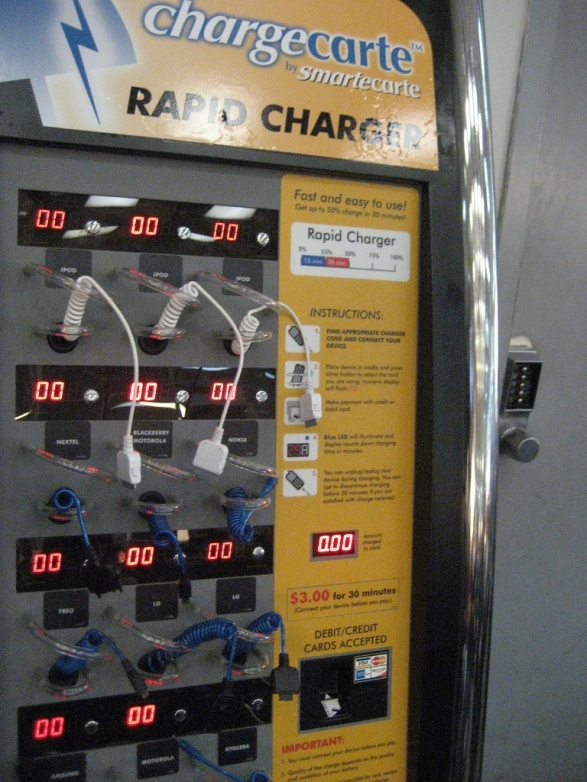 chargecarte™
by smartecarte
RAPID CHARGER
Fast and easy to use!
Get up to 50% charge in 30 minutes!
Rapid Charger
0% 25% 50% 75% 100%
15 min 30 min
00 00 00
IPOD IPOD IPOD
INSTRUCTIONS:
1. FIND APPROPRIATE CHARGER
CORD AND CONNECT YOUR
DEVICE.
2. Place device in cradle and press
silver button to select the cord
you are using; numeric display
will flash
Make payment with credit or
debit card.
4. Blue LED will illuminate and
display counts down charging
time in minutes.
5. You can unplug/replug your
device during charging. You can
opt to discontinue charging
before 30 minutes if you are
satisfied with charge received.
00 00 00
NEXTEL BLACKBERRY
MOTOROLA NOKIA
00 00 00
TREO LG LG
0.00
Amount
charged
to card.
$3.00 for 30 minutes
(Connect your device before you pay.)
DEBIT/CREDIT
CARDS ACCEPTED
VISA
00 00
MOTOROLA KYOCERA
IMPORTANT:
1. You must connect your device before you pay.
2. Quality of the charge depends on the quality
and condition of your battery.